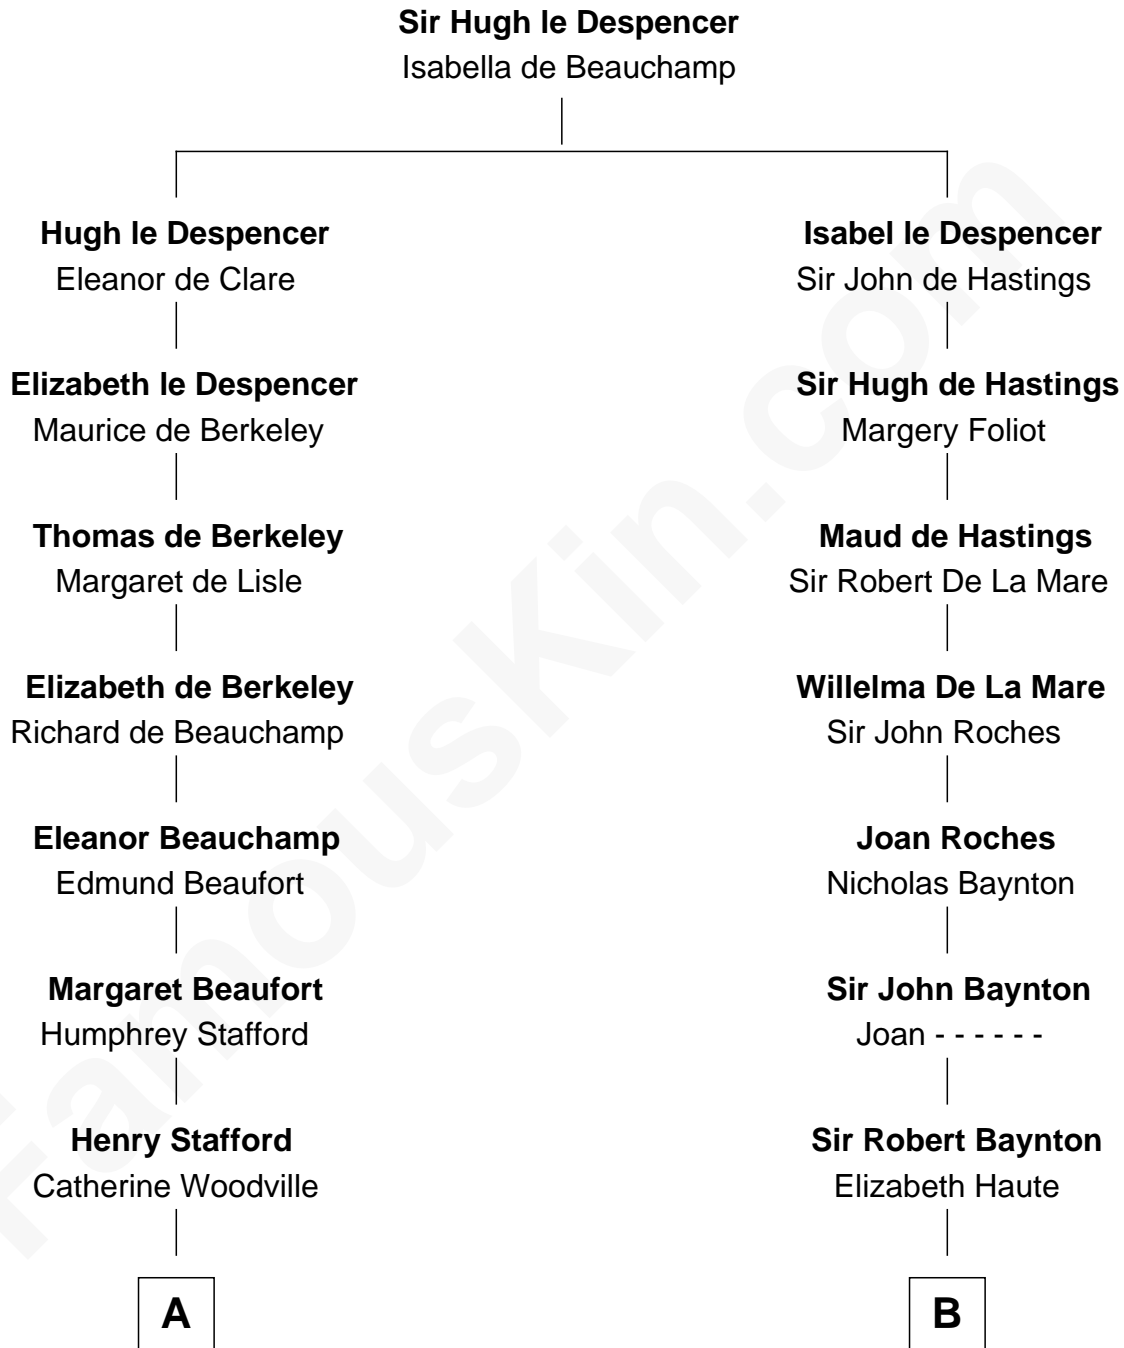 Sir Hugh le Despencer
Isabella de Beauchamp
Hugh le Despencer
Eleanor de Clare
Elizabeth le Despencer
Maurice de Berkeley
Thomas de Berkeley
Margaret de Lisle
Elizabeth de Berkeley
Richard de Beauchamp
Eleanor Beauchamp
Edmund Beaufort
Margaret Beaufort
Humphrey Stafford
Henry Stafford
Catherine Woodville
A
Isabel le Despencer
Sir John de Hastings
Sir Hugh de Hastings
Margery Foliot
Maud de Hastings
Sir Robert De La Mare
Willelma De La Mare
Sir John Roches
Joan Roches
Nicholas Baynton
Sir John Baynton
Joan - - - - - -
Sir Robert Baynton
Elizabeth Haute
B
FamousKin.com